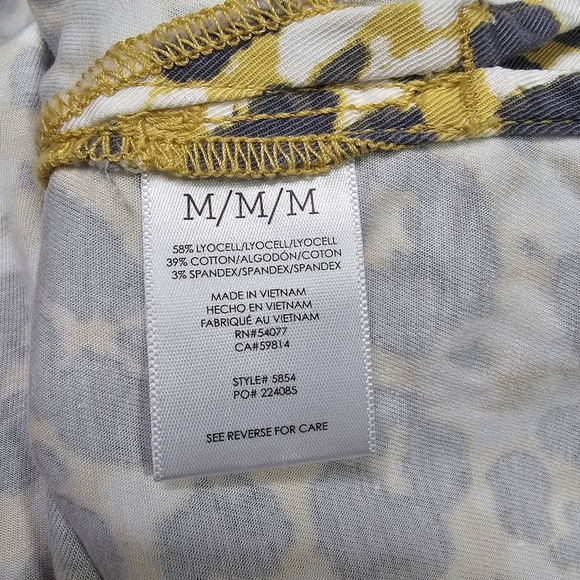 M/M/M
58% LYOCELL/LYOCELL/LYOCELL
39% COTTON/ALGODÓN/COTON
3% SPANDEX/SPANDEX/SPANDEX
MADE IN VIETNAM
HECHO EN VIETNAM
FABRIQUÉ AU VIETNAM
RN#54077
CA#59814
STYLE# 5854
PO# 224085
SEE REVERSE FOR CARE